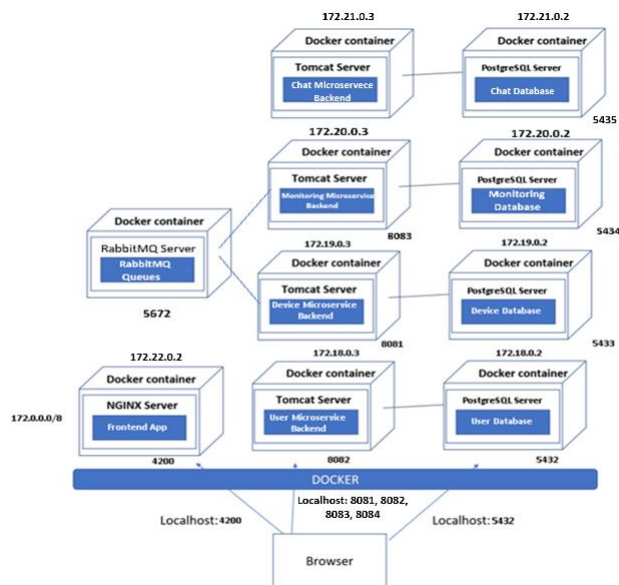 172.21.0.3
172.21.0.2
Docker container
Docker container
Tomcat Server
PostgreSQL Server
Chat Microservece
Backend
Chat Database
5435
172.20.0.3
172.20.0.2
Docker container
Docker container
Tomcat Server
PostgreSQL Server
Monitoring Microservice
Backend
Monitoring
Database
8083
5434
Docker container
RabbitMQ Server
RabbitMQ
Queues
5672
172.19.0.3
172.19.0.2
Docker container
Docker container
Tomcat Server
PostgreSQL Server
Device Microservice
Backend
Device Database
8081
5433
172.22.0.2
172.18.0.3
172.18.0.2
Docker container
Docker container
Docker container
NGINX Server
Tomcat Server
PostgreSQL Server
172.0.0.0/8
Frontend App
User Microservice
Backend
User Database
4200
8082
5432
DOCKER
Localhost: 8081, 8082,
8083, 8084
Localhost: 4200
Localhost: 5432
Browser